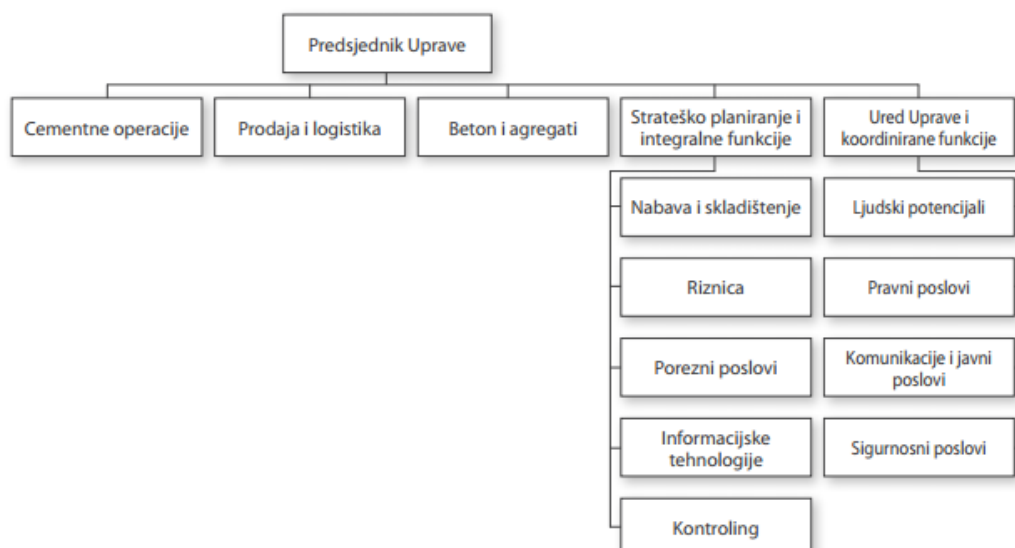 Predsjednik Uprave
Cementne operacije
Prodaja i logistika
Beton i agregati
Strateško planiranje i
integralne funkcije
Ured Uprave i
koordinirane funkcije
Nabava i skladištenje
Ljudski potencijali
Riznica
Pravni poslovi
Porezni poslovi
Komunikacije i javni
poslovi
Informacijske
tehnologije
Sigurnosni poslovi
Kontroling